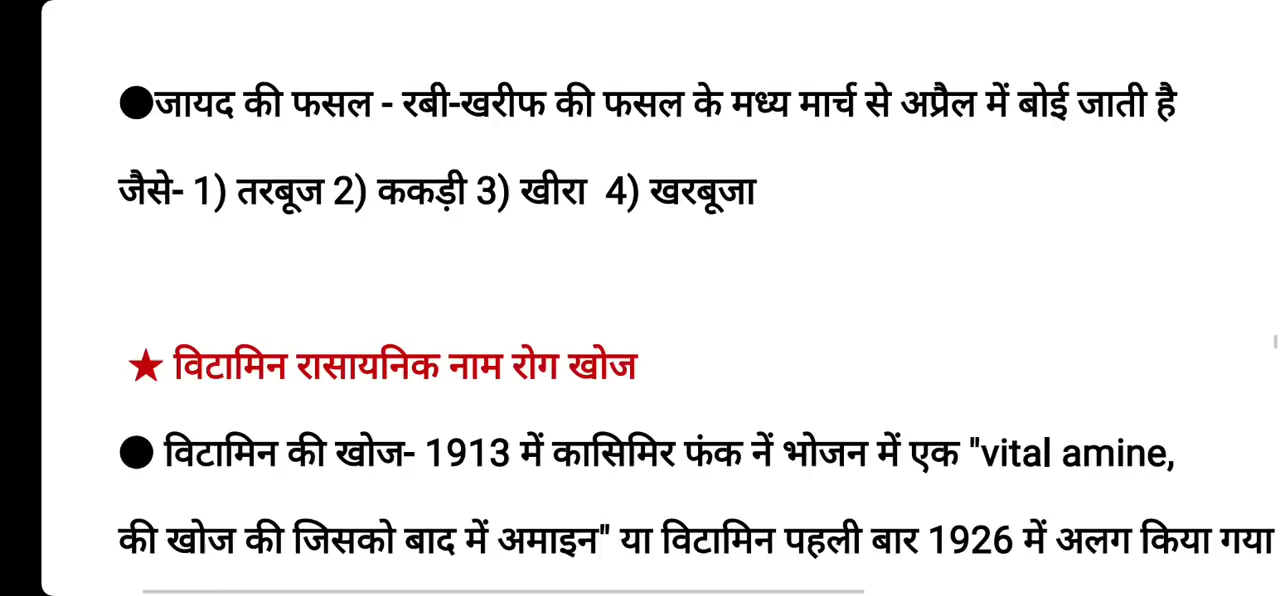 ●जायद की फसल - रबी-खरीफ की फसल के मध्य मार्च से अप्रैल में बोई जाती है
जैसे- 1) तरबूज 2) ककड़ी 3) खीरा 4) खरबूजा
★ विटामिन रासायनिक नाम रोग खोज
● विटामिन की खोज- 1913 में कासिमिर फंक नें भोजन में एक "vital amine,
की खोज की जिसको बाद में अमाइन" या विटामिन पहली बार 1926 में अलग किया गया